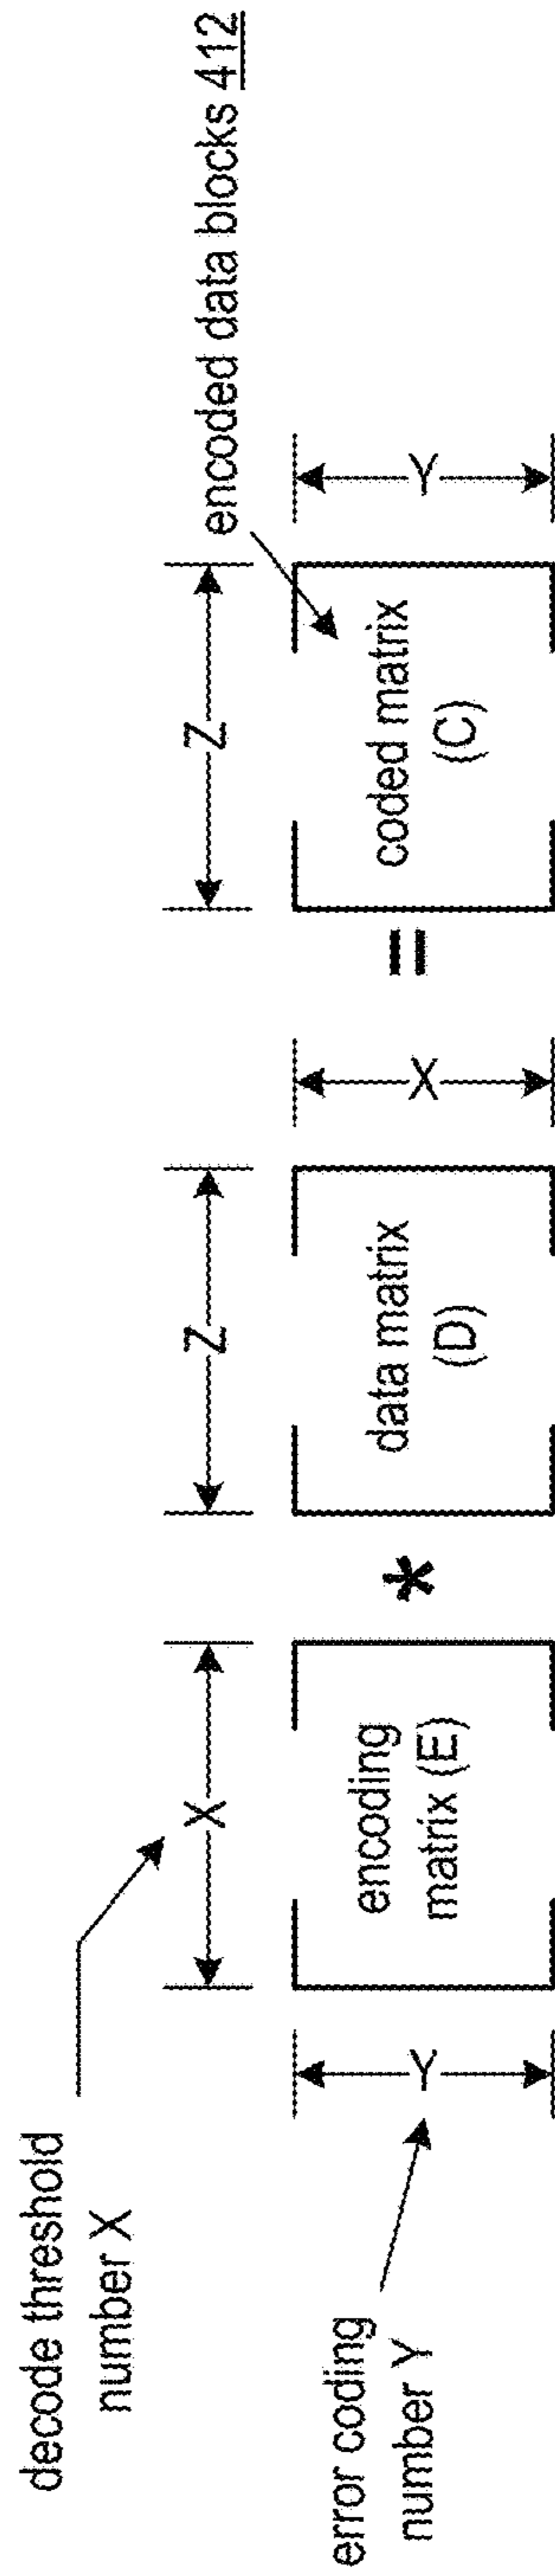 decode threshold
number X
error coding
number Y
Y
X
encoding
matrix (E)
*
Z
data matrix
(D)
X
=
Z
coded matrix
(C)
Y
encoded data blocks 412